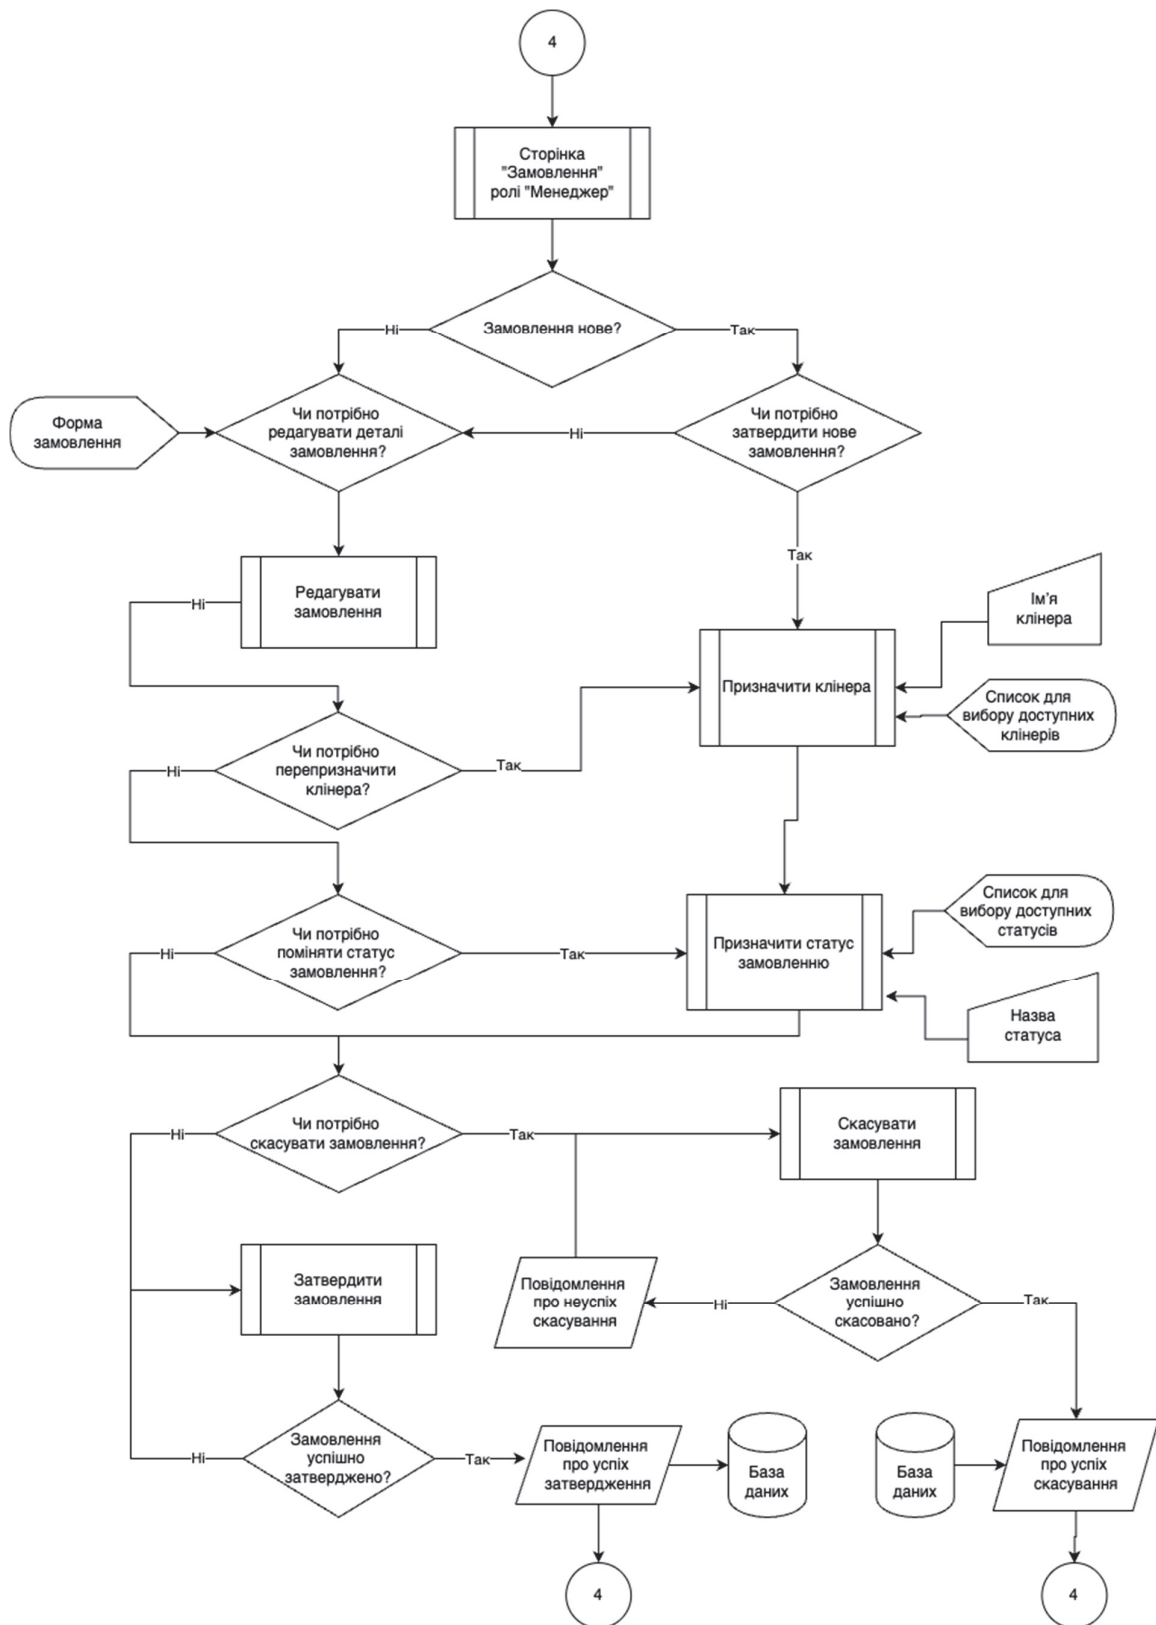 4
Сторінка
"Замовлення"
ролі "Менеджер"
Замовлення нове?
Ні
Так
Форма
замовлення
Чи потрібно
редагувати деталі
замовлення?
Ні
Чи потрібно
затвердити нове
замовлення?
Так
Редагувати
замовлення
Ні
Ім'я
клінера
Призначити клінера
Список для
вибору доступних
клінерів
Чи потрібно
перепризначити
клінера?
Ні
Так
Чи потрібно
поміняти статус
замовлення?
Ні
Так
Призначити статус
замовленню
Список для
вибору доступних
статусів
Назва
статуса
Чи потрібно
скасувати замовлення?
Ні
Так
Скасувати
замовлення
Затвердити
замовлення
Повідомлення
про неуспіх
скасування
Ні
Замовлення
успішно
скасовано?
Так
Ні
Замовлення
успішно
затверджено?
Так
Повідомлення
про успіх
затвердження
База
даних
База
даних
Повідомлення
про успіх
скасування
4
4